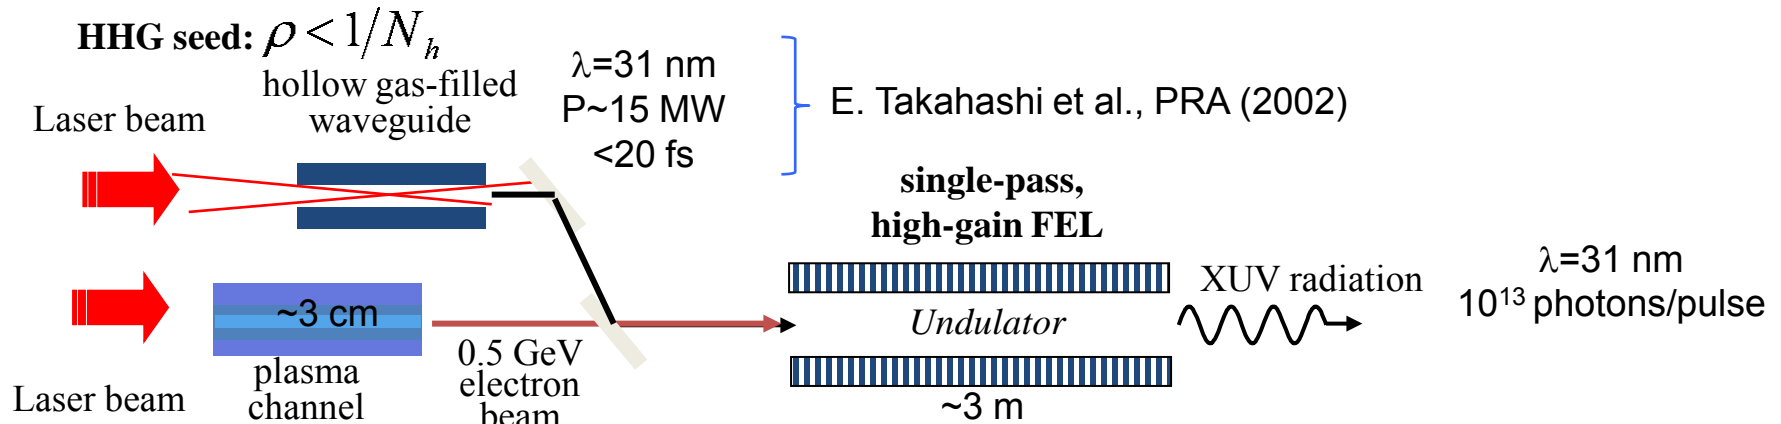 HHG seed: ρ < 1/N_h
hollow gas-filled
waveguide
Laser beam
λ=31 nm
P~15 MW
<20 fs
E. Takahashi et al., PRA (2002)
single-pass,
high-gain FEL
~3 cm
plasma
channel
Laser beam
0.5 GeV
electron
beam
Undulator
~3 m
XUV radiation
λ=31 nm
10¹³ photons/pulse